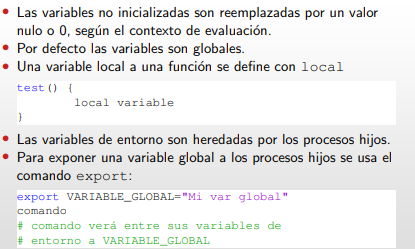 • Las variables no inicializadas son reemplazadas por un valor
nulo o 0, según el contexto de evaluación.
• Por defecto las variables son globales.
• Una variable local a una función se define con local
test() {
local variable
}
• Las variables de entorno son heredadas por los procesos hijos.
• Para exponer una variable global a los procesos hijos se usa el
comando export:
export VARIABLE_GLOBAL="Mi var global"
comando
# comando verá entre sus variables de
# entorno a VARIABLE_GLOBAL